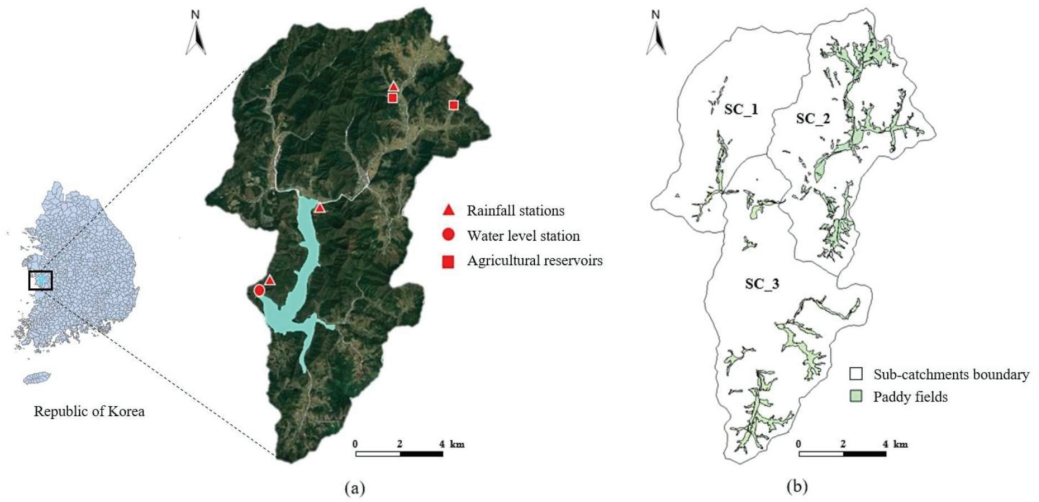 N
N
SC_1
SC_2
Rainfall stations
Water level station
Agricultural reservoirs
SC_3
Sub-catchments boundary
Paddy fields
Republic of Korea
0 2 4 km
0 2 4 km
(a)
(b)